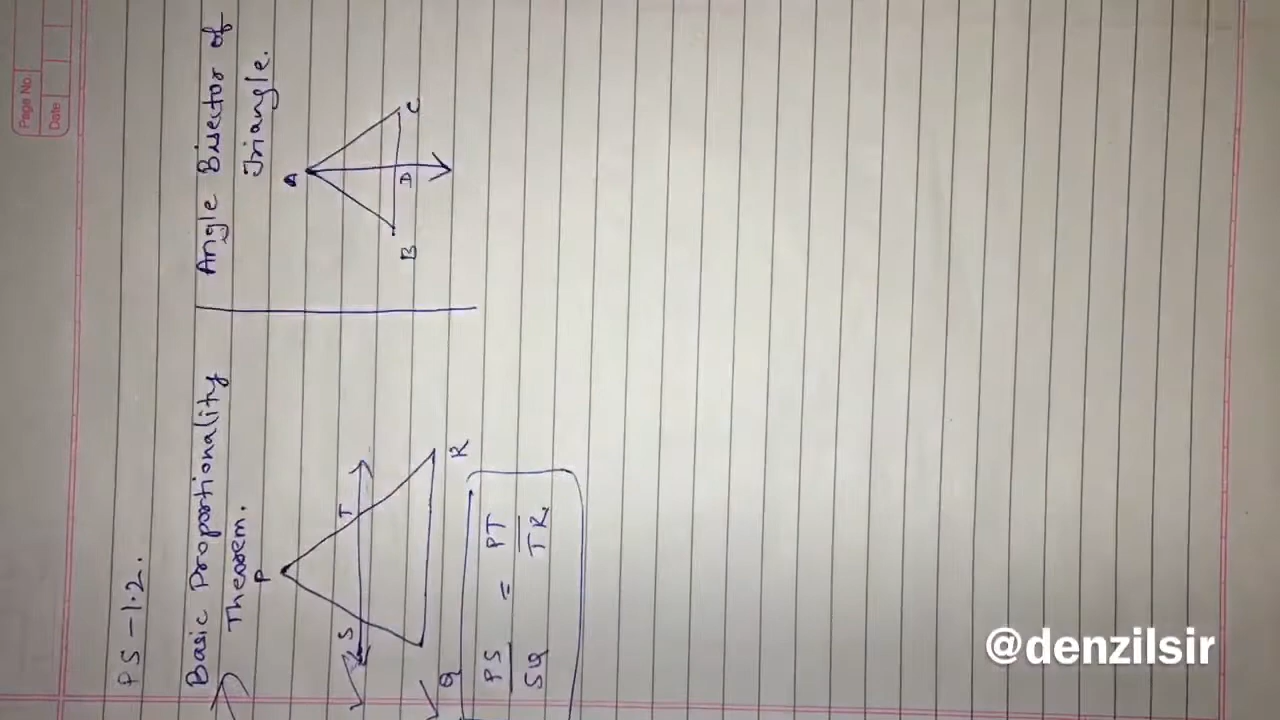 Page No.
Date
PS-1.2.
Basic Proportionality
Theorem.
P
S
T
Q
R
PS = PT
SQ TR
Angle Bisector of
Triangle.
A
B
D
C
@denzilsir